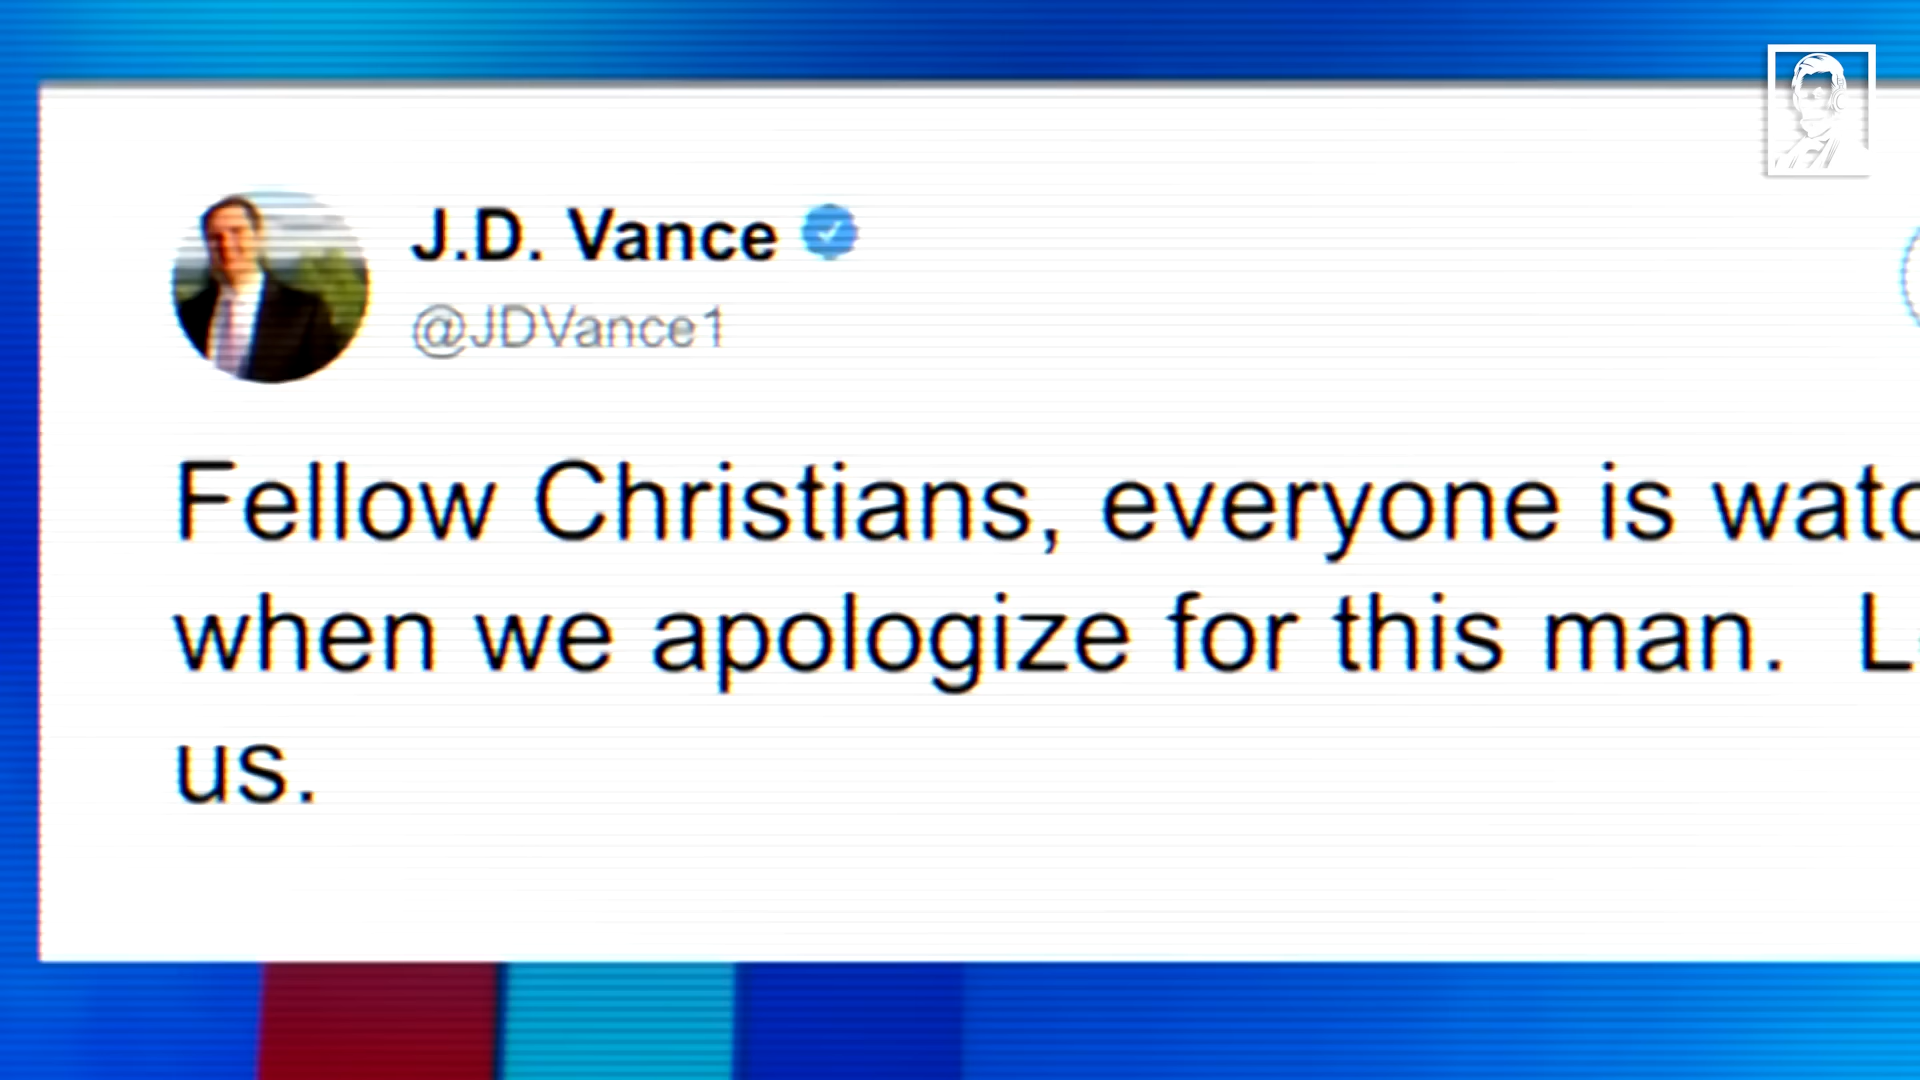 J.D. Vance
@JDVance1
Fellow Christians, everyone is
when we apologize for this man.
us.